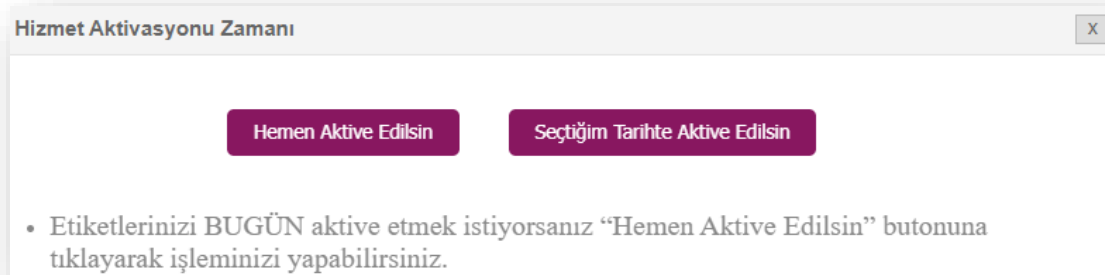 Hizmet Aktivasyonu Zamanı
X
Hemen Aktive Edilsin
Seçtiğim Tarihte Aktive Edilsin
• Etiketlerinizi BUGÜN aktive etmek istiyorsanız “Hemen Aktive Edilsin” butonuna
tıklayarak işleminizi yapabilirsiniz.